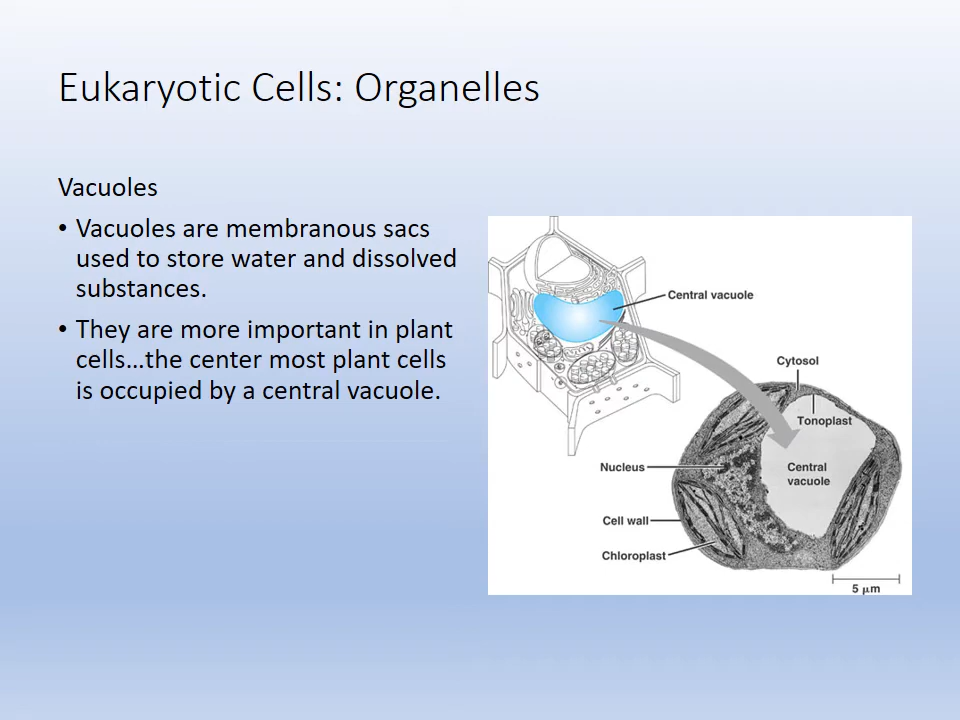 Eukaryotic Cells: Organelles
Vacuoles
• Vacuoles are membranous sacs
used to store water and dissolved
substances.
• They are more important in plant
cells…the center most plant cells
is occupied by a central vacuole.
Central vacuole
Cytosol
Tonoplast
Nucleus
Central
vacuole
Cell wall
Chloroplast
5 µm